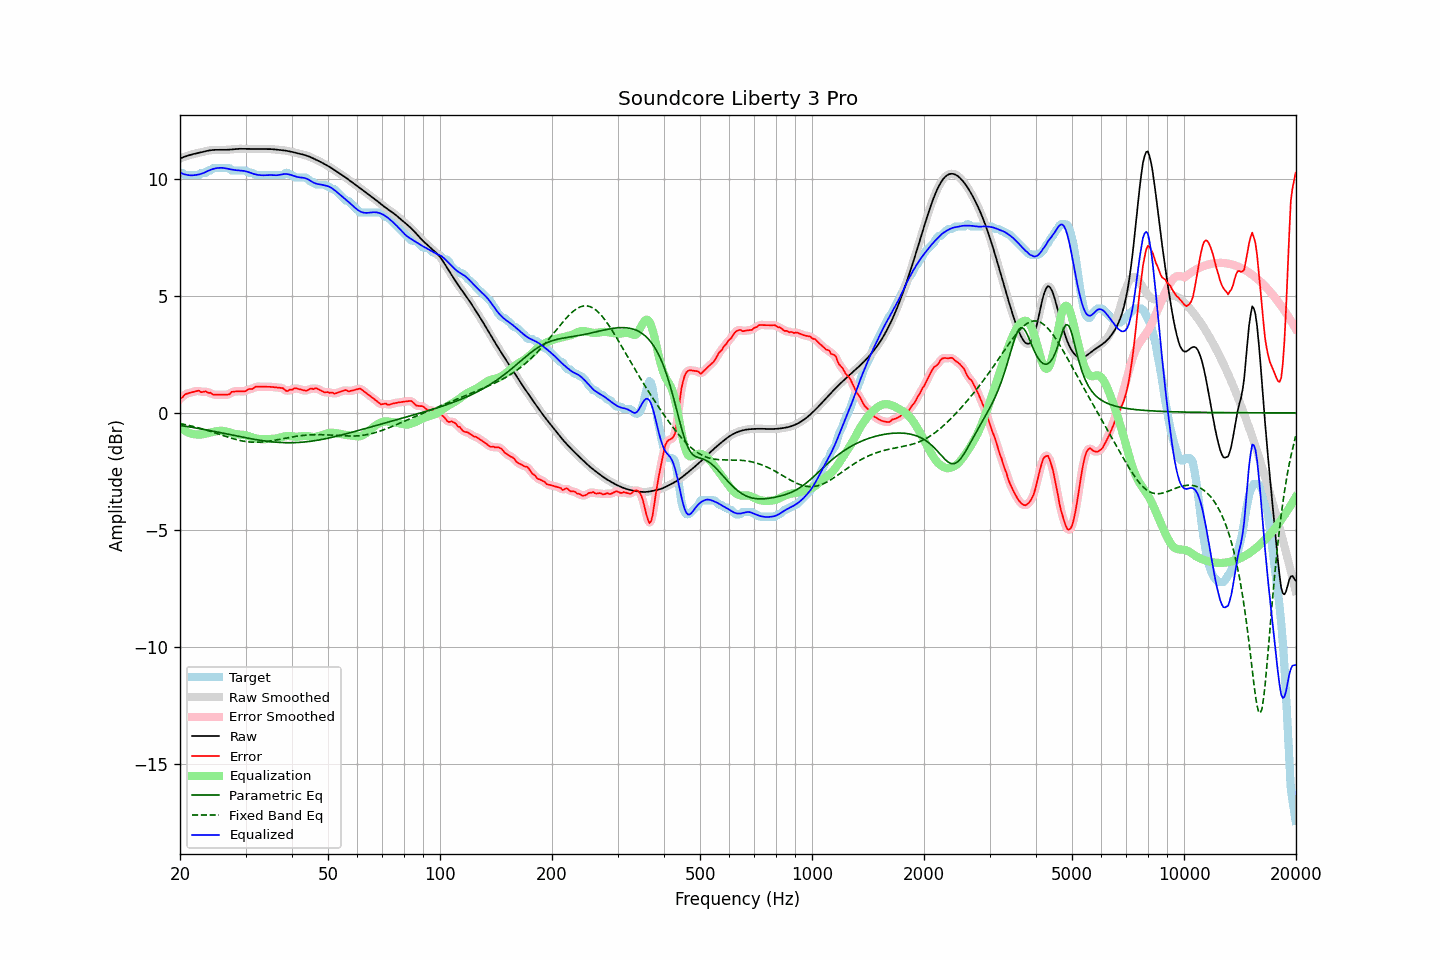 Soundcore Liberty 3 Pro
Amplitude (dBr)
10
5
0
−5
−10
−15
Target
Raw Smoothed
Error Smoothed
Raw
Error
Equalization
Parametric Eq
Fixed Band Eq
Equalized
20 50 100 200 500 1000 2000 5000 10000 20000
Frequency (Hz)